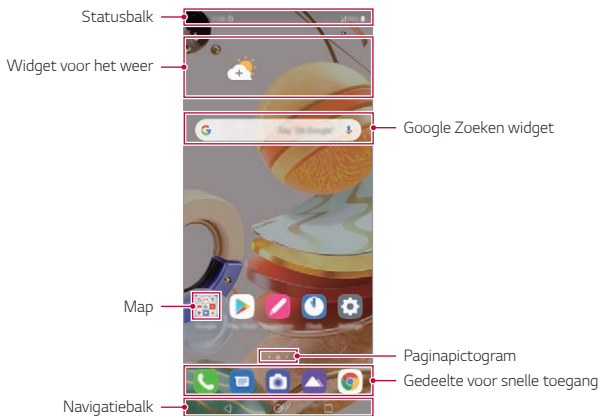 Statusbalk
Widget voor het weer
Google Zoeken widget
Map
Paginapictogram
Gedeelte voor snelle toegang
Navigatiebalk